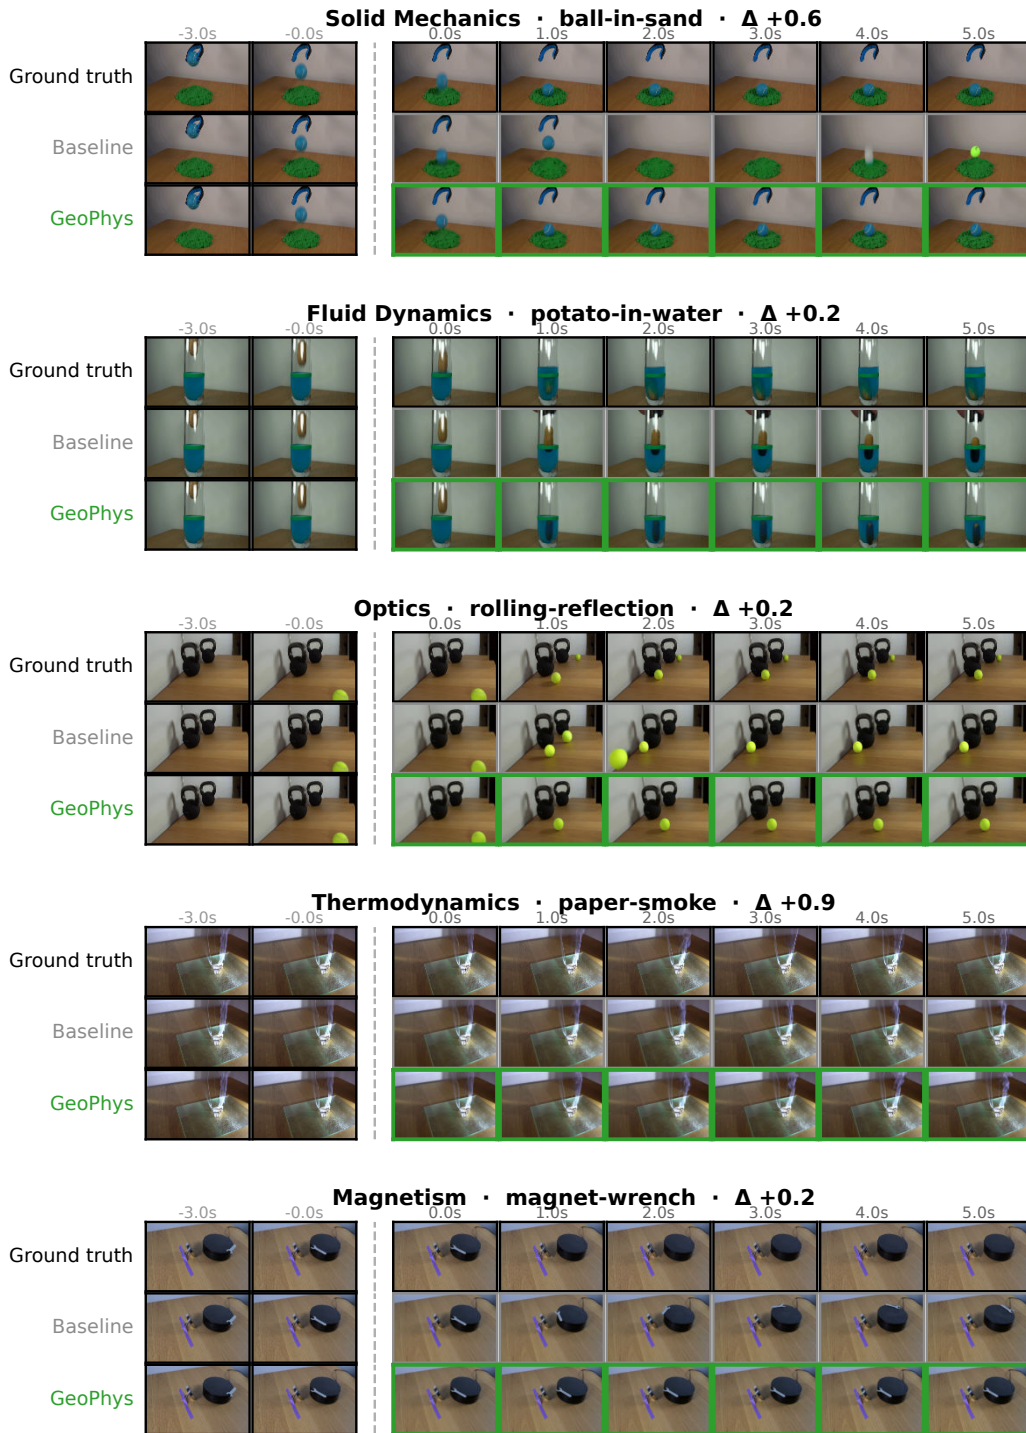 Solid Mechanics · ball-in-sand · Δ +0.6
-3.0s -0.0s 0.0s 1.0s 2.0s 3.0s 4.0s 5.0s
Ground truth
Baseline
GeoPhys
Fluid Dynamics · potato-in-water · Δ +0.2
-3.0s -0.0s 0.0s 1.0s 2.0s 3.0s 4.0s 5.0s
Ground truth
Baseline
GeoPhys
Optics · rolling-reflection · Δ +0.2
-3.0s -0.0s 0.0s 1.0s 2.0s 3.0s 4.0s 5.0s
Ground truth
Baseline
GeoPhys
Thermodynamics · paper-smoke · Δ +0.9
-3.0s -0.0s 0.0s 1.0s 2.0s 3.0s 4.0s 5.0s
Ground truth
Baseline
GeoPhys
Magnetism · magnet-wrench · Δ +0.2
-3.0s -0.0s 0.0s 1.0s 2.0s 3.0s 4.0s 5.0s
Ground truth
Baseline
GeoPhys